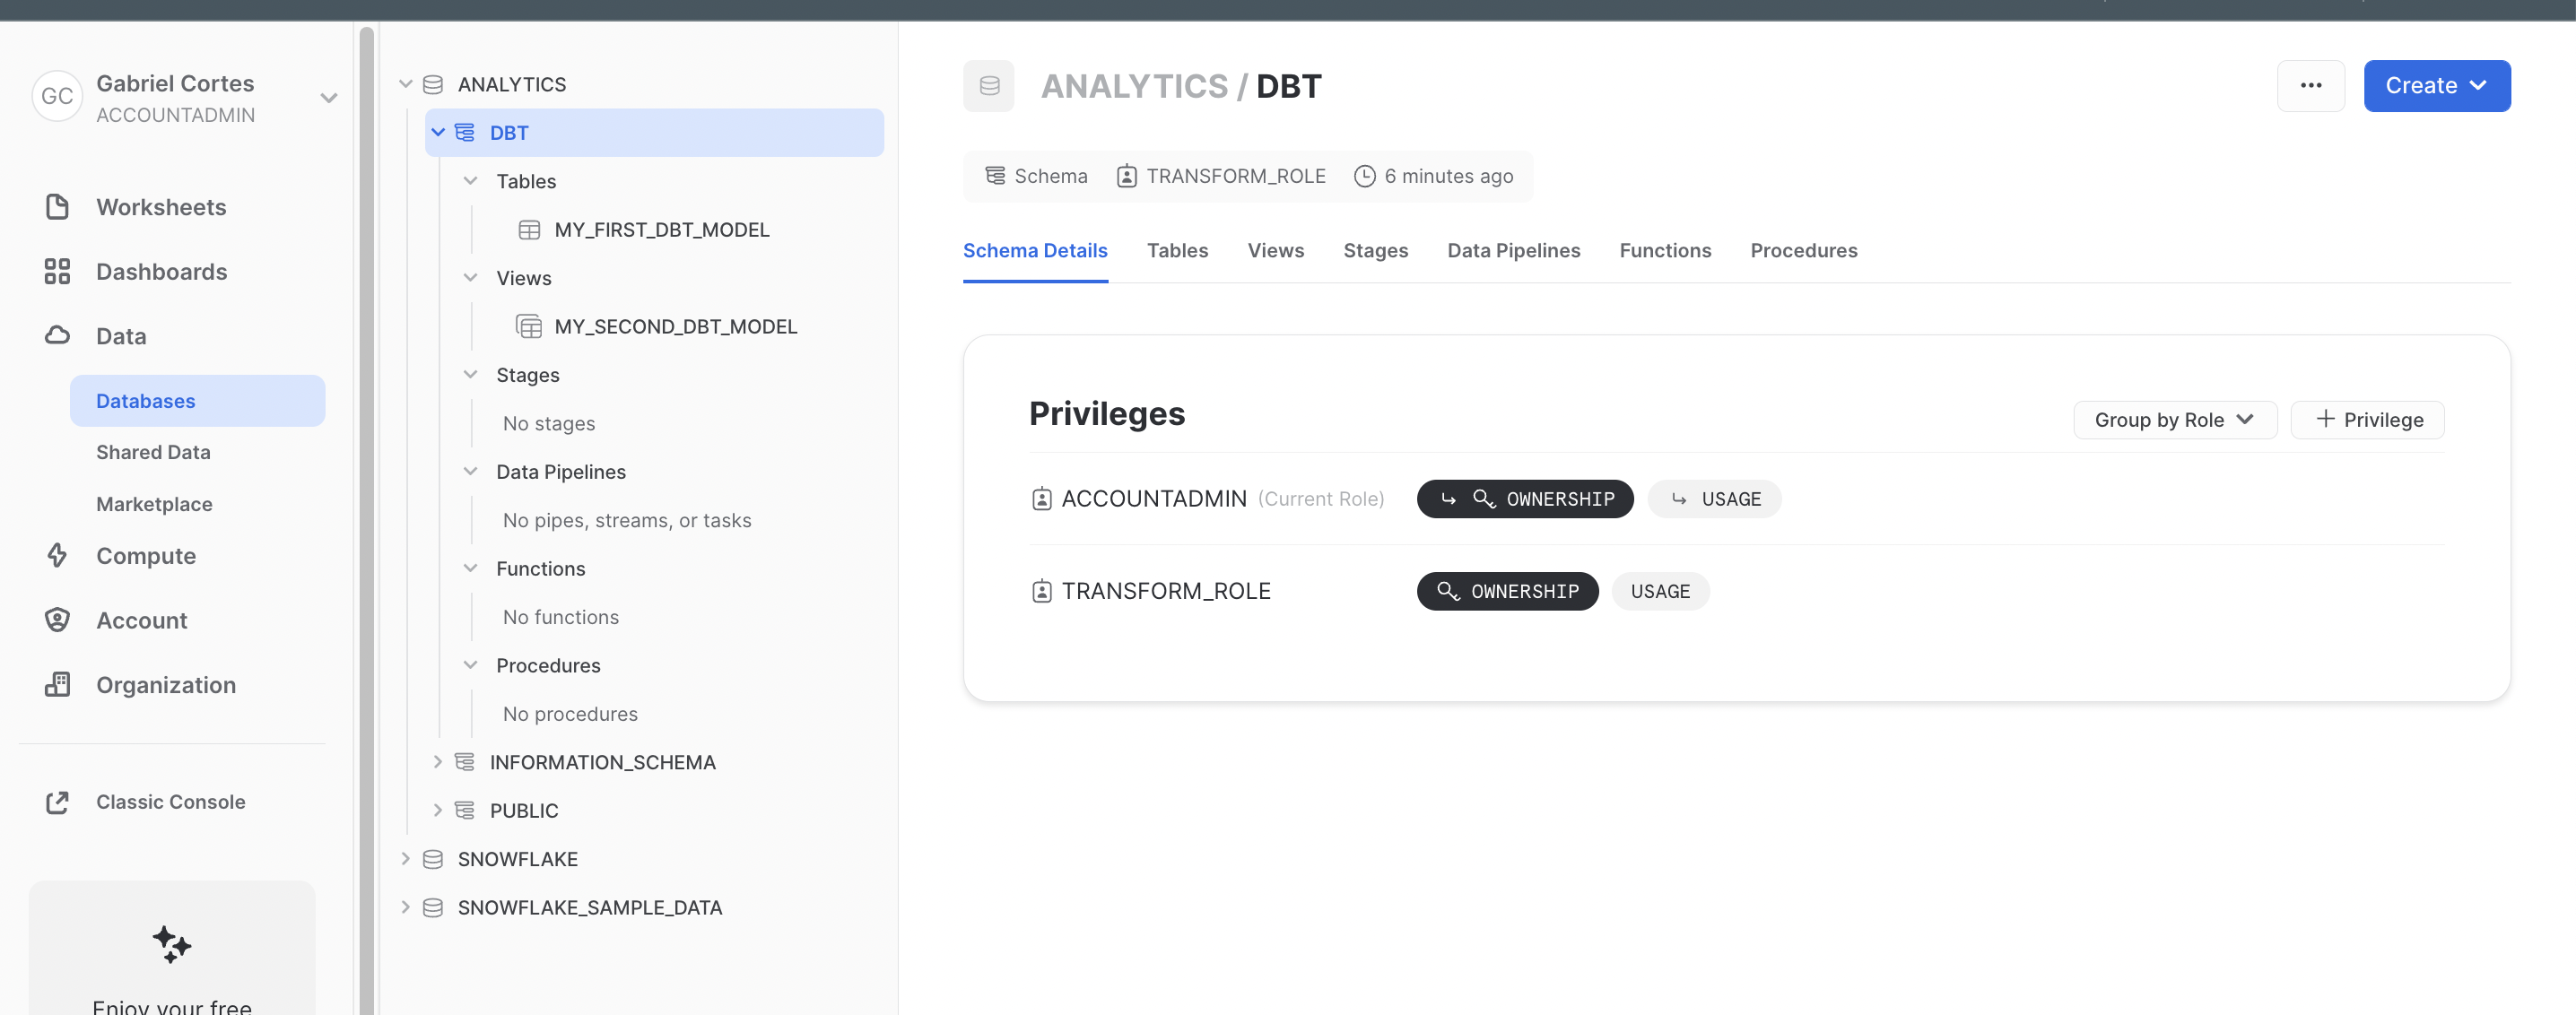 GC
Gabriel Cortes
ACCOUNTADMIN
Worksheets
Dashboards
Data
Databases
Shared Data
Marketplace
Compute
Account
Organization
Classic Console
Enjoy your free
ANALYTICS
DBT
Tables
MY_FIRST_DBT_MODEL
Views
MY_SECOND_DBT_MODEL
Stages
No stages
Data Pipelines
No pipes, streams, or tasks
Functions
No functions
Procedures
No procedures
INFORMATION_SCHEMA
PUBLIC
SNOWFLAKE
SNOWFLAKE_SAMPLE_DATA
ANALYTICS / DBT
... Create
Schema TRANSFORM_ROLE 6 minutes ago
Schema Details Tables Views Stages Data Pipelines Functions Procedures
Privileges
Group by Role + Privilege
ACCOUNTADMIN (Current Role) OWNERSHIP USAGE
TRANSFORM_ROLE OWNERSHIP USAGE